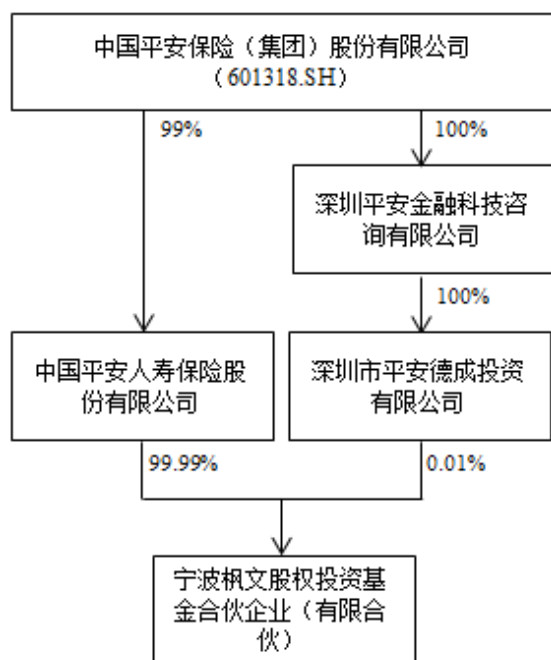 中国平安保险（集团）股份有限公司
（601318.SH）
99%
100%
深圳平安金融科技咨
询有限公司
100%
中国平安人寿保险股
份有限公司
深圳市平安德成投资
有限公司
99.99%
0.01%
宁波枫文股权投资基
金合伙企业（有限合
伙）